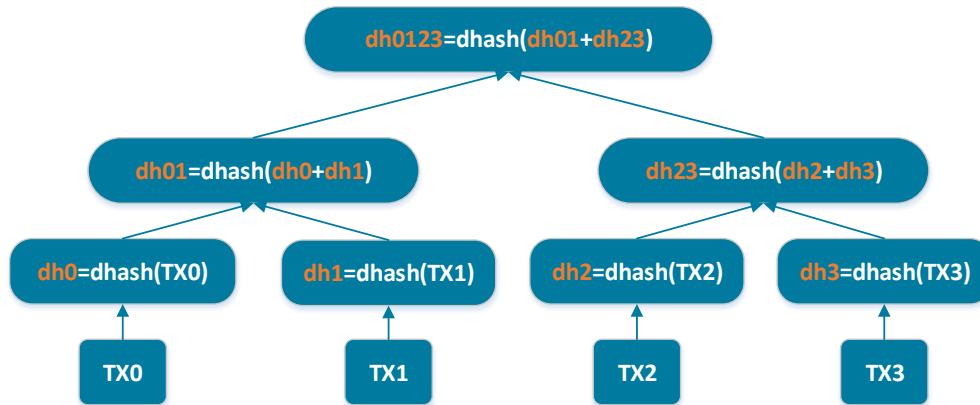 dh0123=dhash(dh01+dh23)
dh01=dhash(dh0+dh1)
dh23=dhash(dh2+dh3)
dh0=dhash(TX0)
dh1=dhash(TX1)
dh2=dhash(TX2)
dh3=dhash(TX3)
TX0
TX1
TX2
TX3